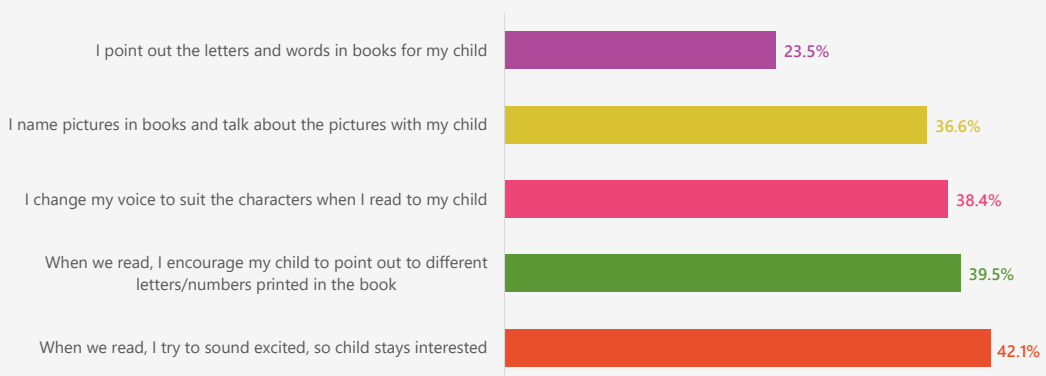 I point out the letters and words in books for my child
23.5%
I name pictures in books and talk about the pictures with my child
36.6%
I change my voice to suit the characters when I read to my child
38.4%
When we read, I encourage my child to point out to different
letters/numbers printed in the book
39.5%
When we read, I try to sound excited, so child stays interested
42.1%